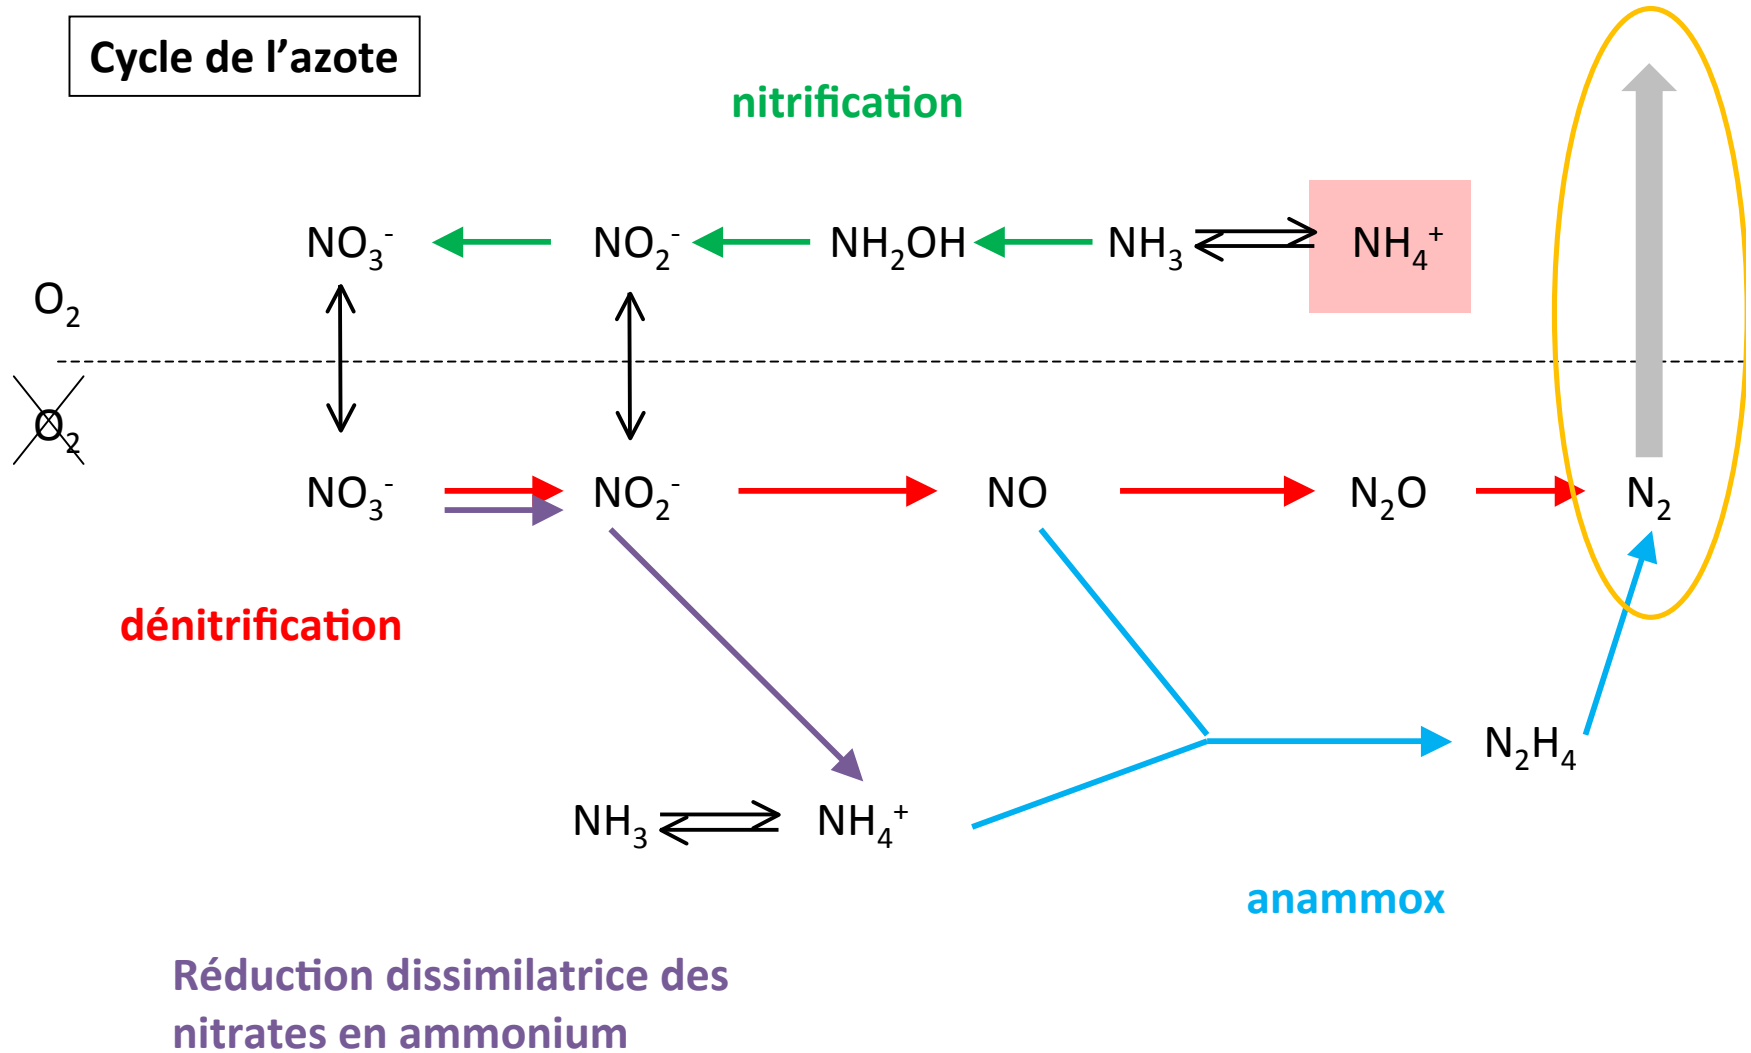 Cycle de l’azote
nitrification
NO₃⁻ NO₂⁻ NH₂OH NH₃ NH₄⁺
O₂
O₂
NO₃⁻ NO₂⁻ NO N₂O N₂
dénitrification
N₂H₄
NH₃ NH₄⁺
anammox
Réduction dissimilatrice des
nitrates en ammonium